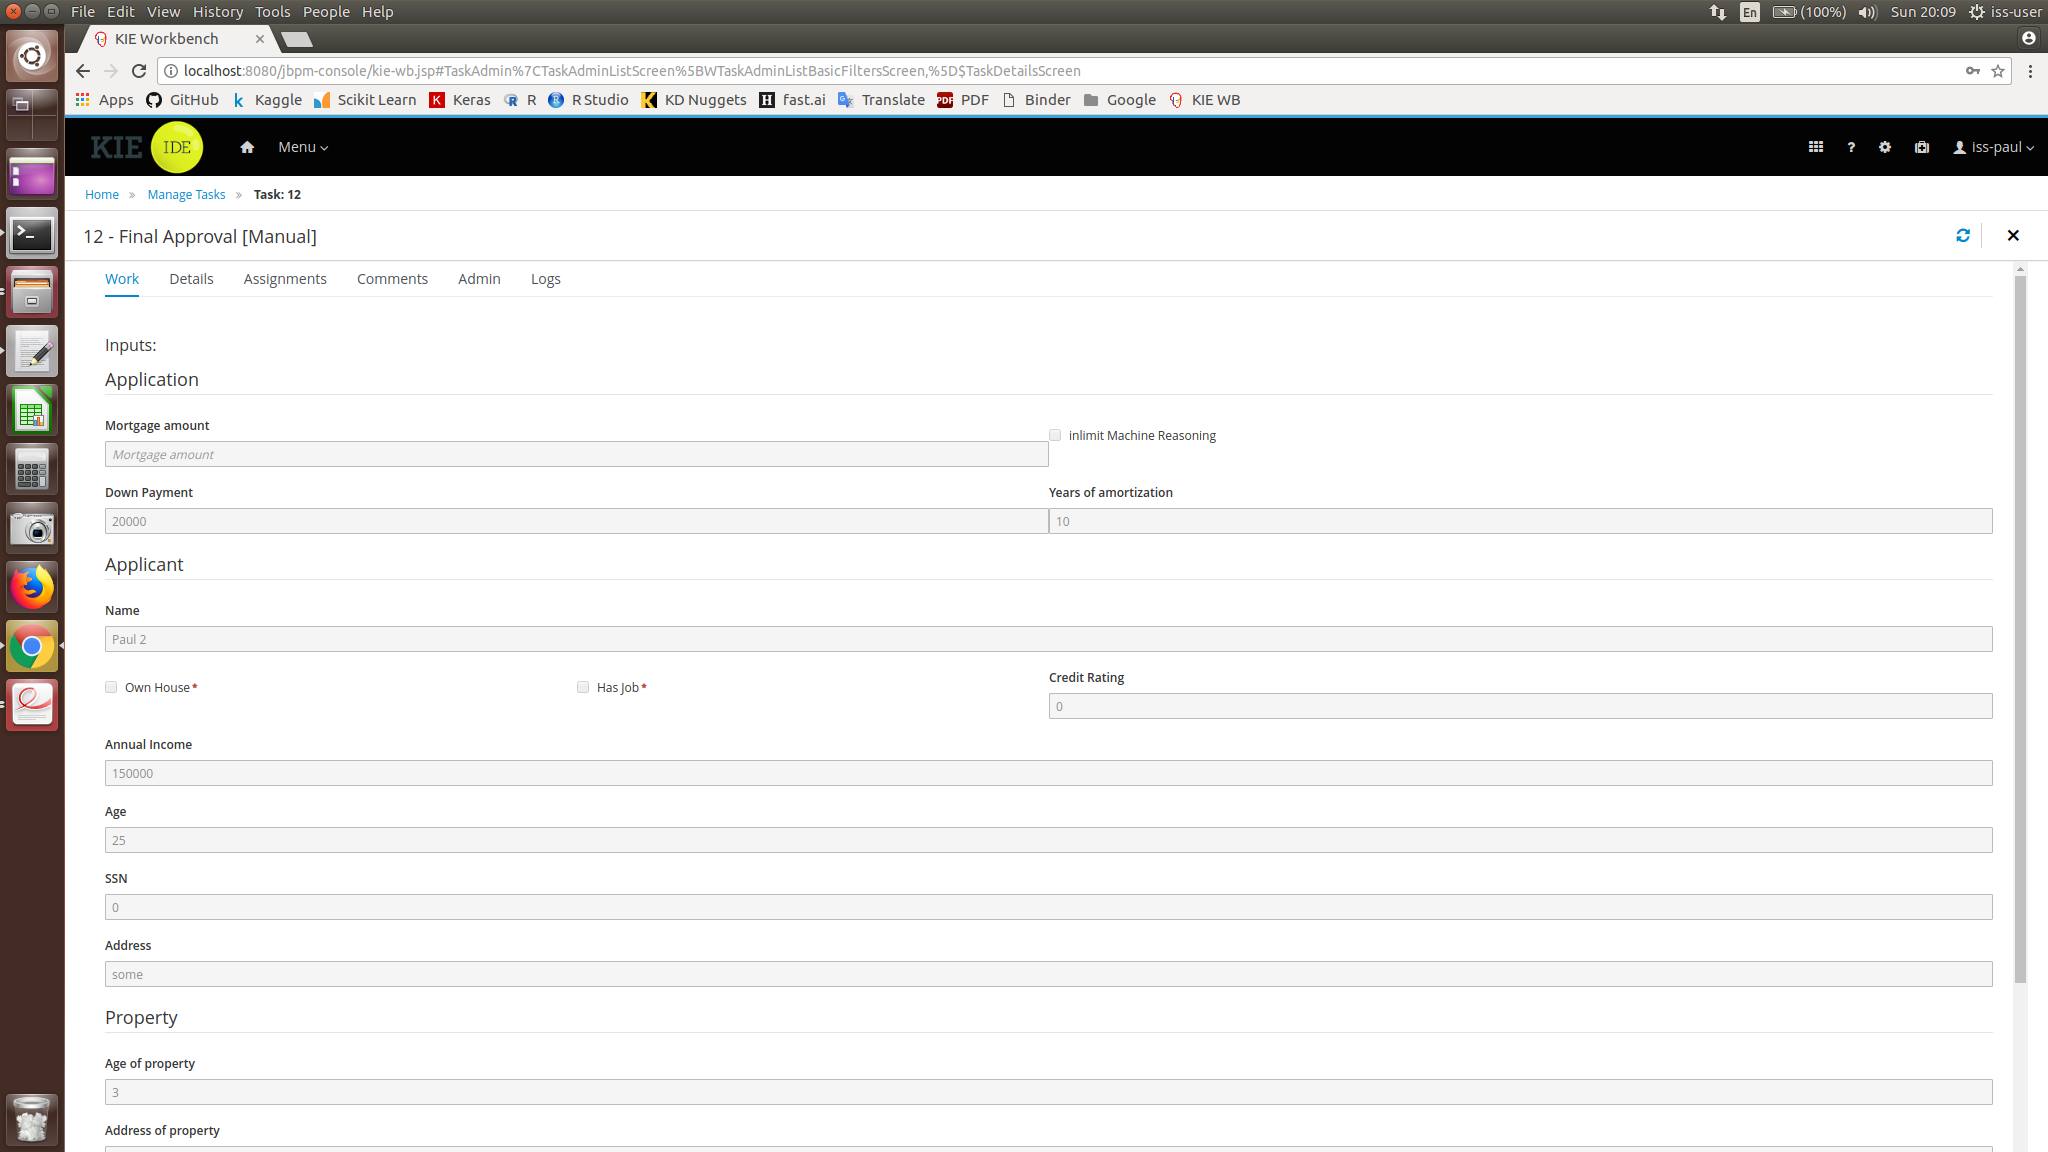 File Edit View History Tools People Help
En (100%) Sun 20:09 iss-user
KIE Workbench
localhost:8080/jbpm-console/kie-wb.jsp#TaskAdmin%7CTaskAdminListScreen%5BWTaskAdminListBasicFiltersScreen,%5D$TaskDetailsScreen
Apps GitHub Kaggle Scikit Learn Keras R R Studio KD Nuggets fast.ai Translate PDF Binder Google KIE WB
KIE IDE Menu ? iss-paul
Home » Manage Tasks » Task: 12
12 - Final Approval [Manual]
Work Details Assignments Comments Admin Logs
Inputs:
Application
Mortgage amount
inlimit Machine Reasoning
Mortgage amount
Down Payment Years of amortization
20000 10
Applicant
Name
Paul 2
Own House* Has Job* Credit Rating
0
Annual Income
150000
Age
25
SSN
0
Address
some
Property
Age of property
3
Address of property